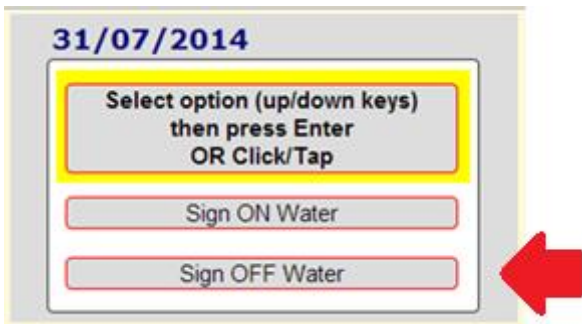 31/07/2014
Select option (up/down keys)
then press Enter
OR Click/Tap
Sign ON Water
Sign OFF Water